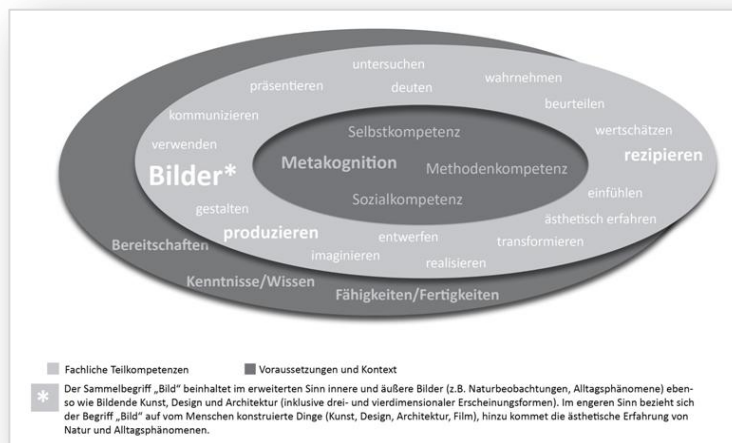 untersuchen
wahrnehmen
präsentieren
deuten
beurteilen
kommunizieren
Selbstkompetenz
wertschätzen
verwenden
rezipieren
Metakognition
Methodenkompetenz
Bilder*
Sozialkompetenz
einfühlen
gestalten
ästhetisch erfahren
produzieren
entwerfen
transformieren
Bereitschaften
imaginieren
realisieren
Kenntnisse/Wissen
Fähigkeiten/Fertigkeiten
Fachliche Teilkompetenzen
Voraussetzungen und Kontext
* Der Sammelbegriff „Bild“ beinhaltet im erweiterten Sinn innere und äußere Bilder (z.B. Naturbeobachtungen, Alltagsphänomene) eben-
so wie Bildende Kunst, Design und Architektur (inklusive drei- und vierdimensionaler Erscheinungsformen). Im engeren Sinn bezieht sich
der Begriff „Bild“ auf vom Menschen konstruierte Dinge (Kunst, Design, Architektur, Film), hinzu kommet die ästhetische Erfahrung von
Natur und Alltagsphänomenen.